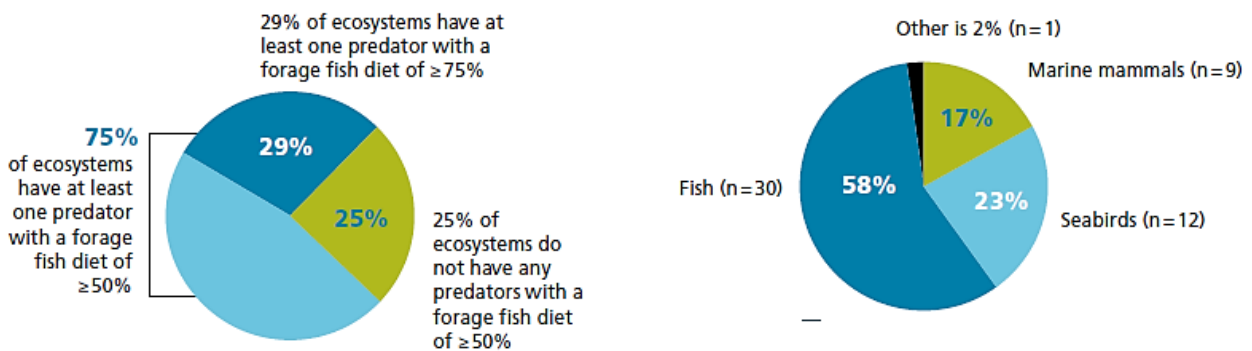 29% of ecosystems have at
least one predator with a
forage fish diet of ≥75%
75%
of ecosystems
have at least
one predator
with a forage
fish diet of
≥50%
29%
25%
25% of
ecosystems do
not have any
predators with a
forage fish diet
of ≥50%
Other is 2% (n=1)
Marine mammals (n=9)
17%
Fish (n=30)
58%
23%
Seabirds (n=12)